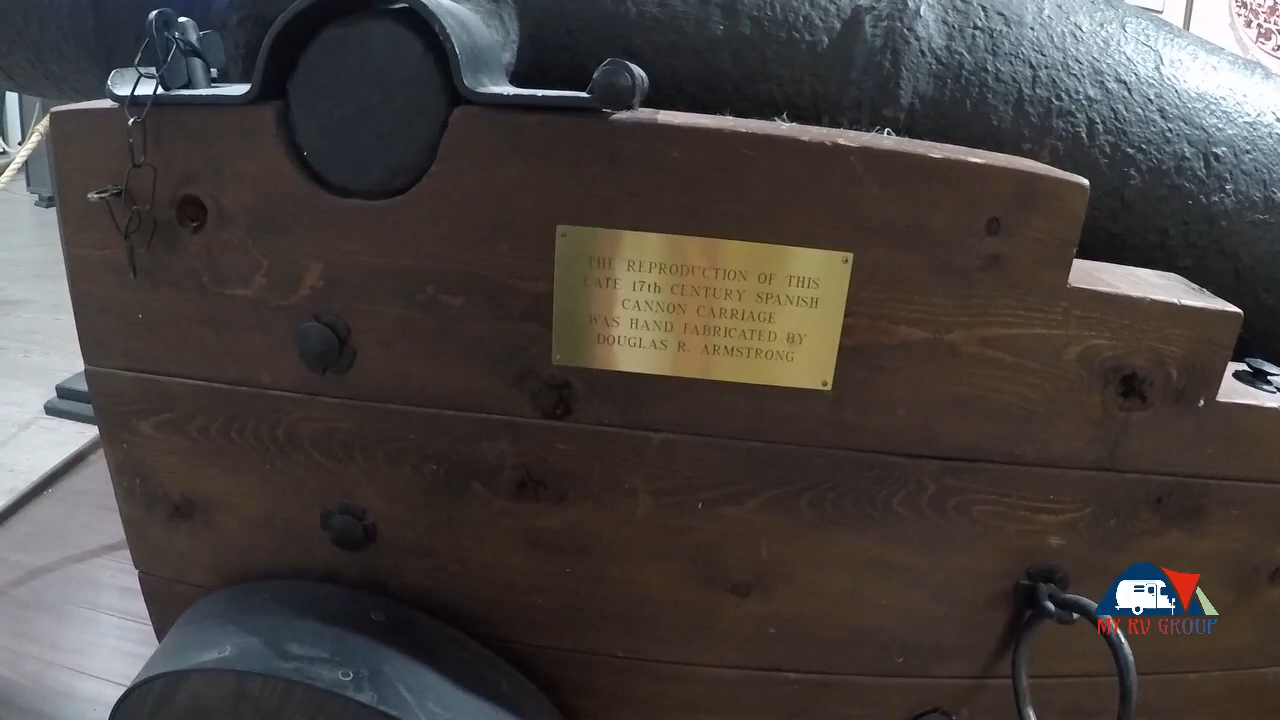 THE REPRODUCTION OF THIS
LATE 17th CENTURY SPANISH
CANNON CARRIAGE
WAS HAND FABRICATED BY
DOUGLAS R. ARMSTRONG
MY RV GROUP